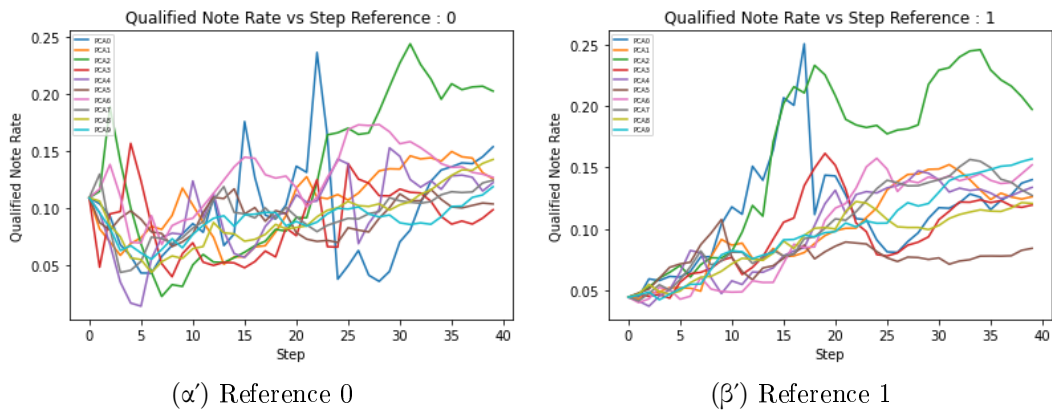 Qualified Note Rate vs Step Reference : 0
0.25
0.20
0.15
0.10
0.05
Qualified Note Rate
PCA0
PCA1
PCA2
PCA3
PCA4
PCA5
PCA6
PCA7
PCA8
PCA9
0 5 10 15 20 25 30 35 40
Step
(α′) Reference 0
Qualified Note Rate vs Step Reference : 1
0.25
0.20
0.15
0.10
0.05
Qualified Note Rate
PCA0
PCA1
PCA2
PCA3
PCA4
PCA5
PCA6
PCA7
PCA8
PCA9
0 5 10 15 20 25 30 35 40
Step
(β′) Reference 1